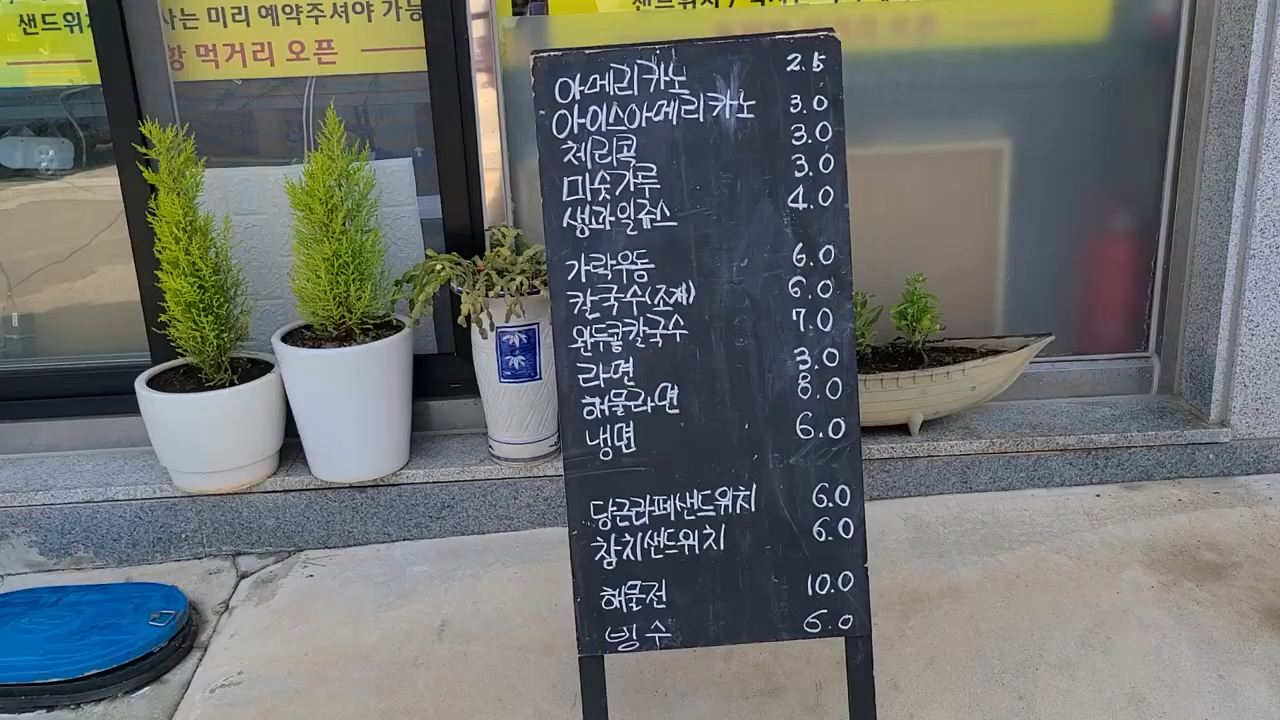 사는 미리 예약주셔야 가능
황 먹거리 오픈
아메리카노 2.5
아이스아메리카노 3.0
체리콕 3.0
미숫가루 3.0
생과일쥬스 4.0
가락우동 6.0
칼국수(조개) 6.0
완두콩칼국수 7.0
라면 3.0
해물라면 8.0
냉면 6.0
당근라페샌드위치 6.0
참치샌드위치 6.0
해물전 10.0
빙수 6.0